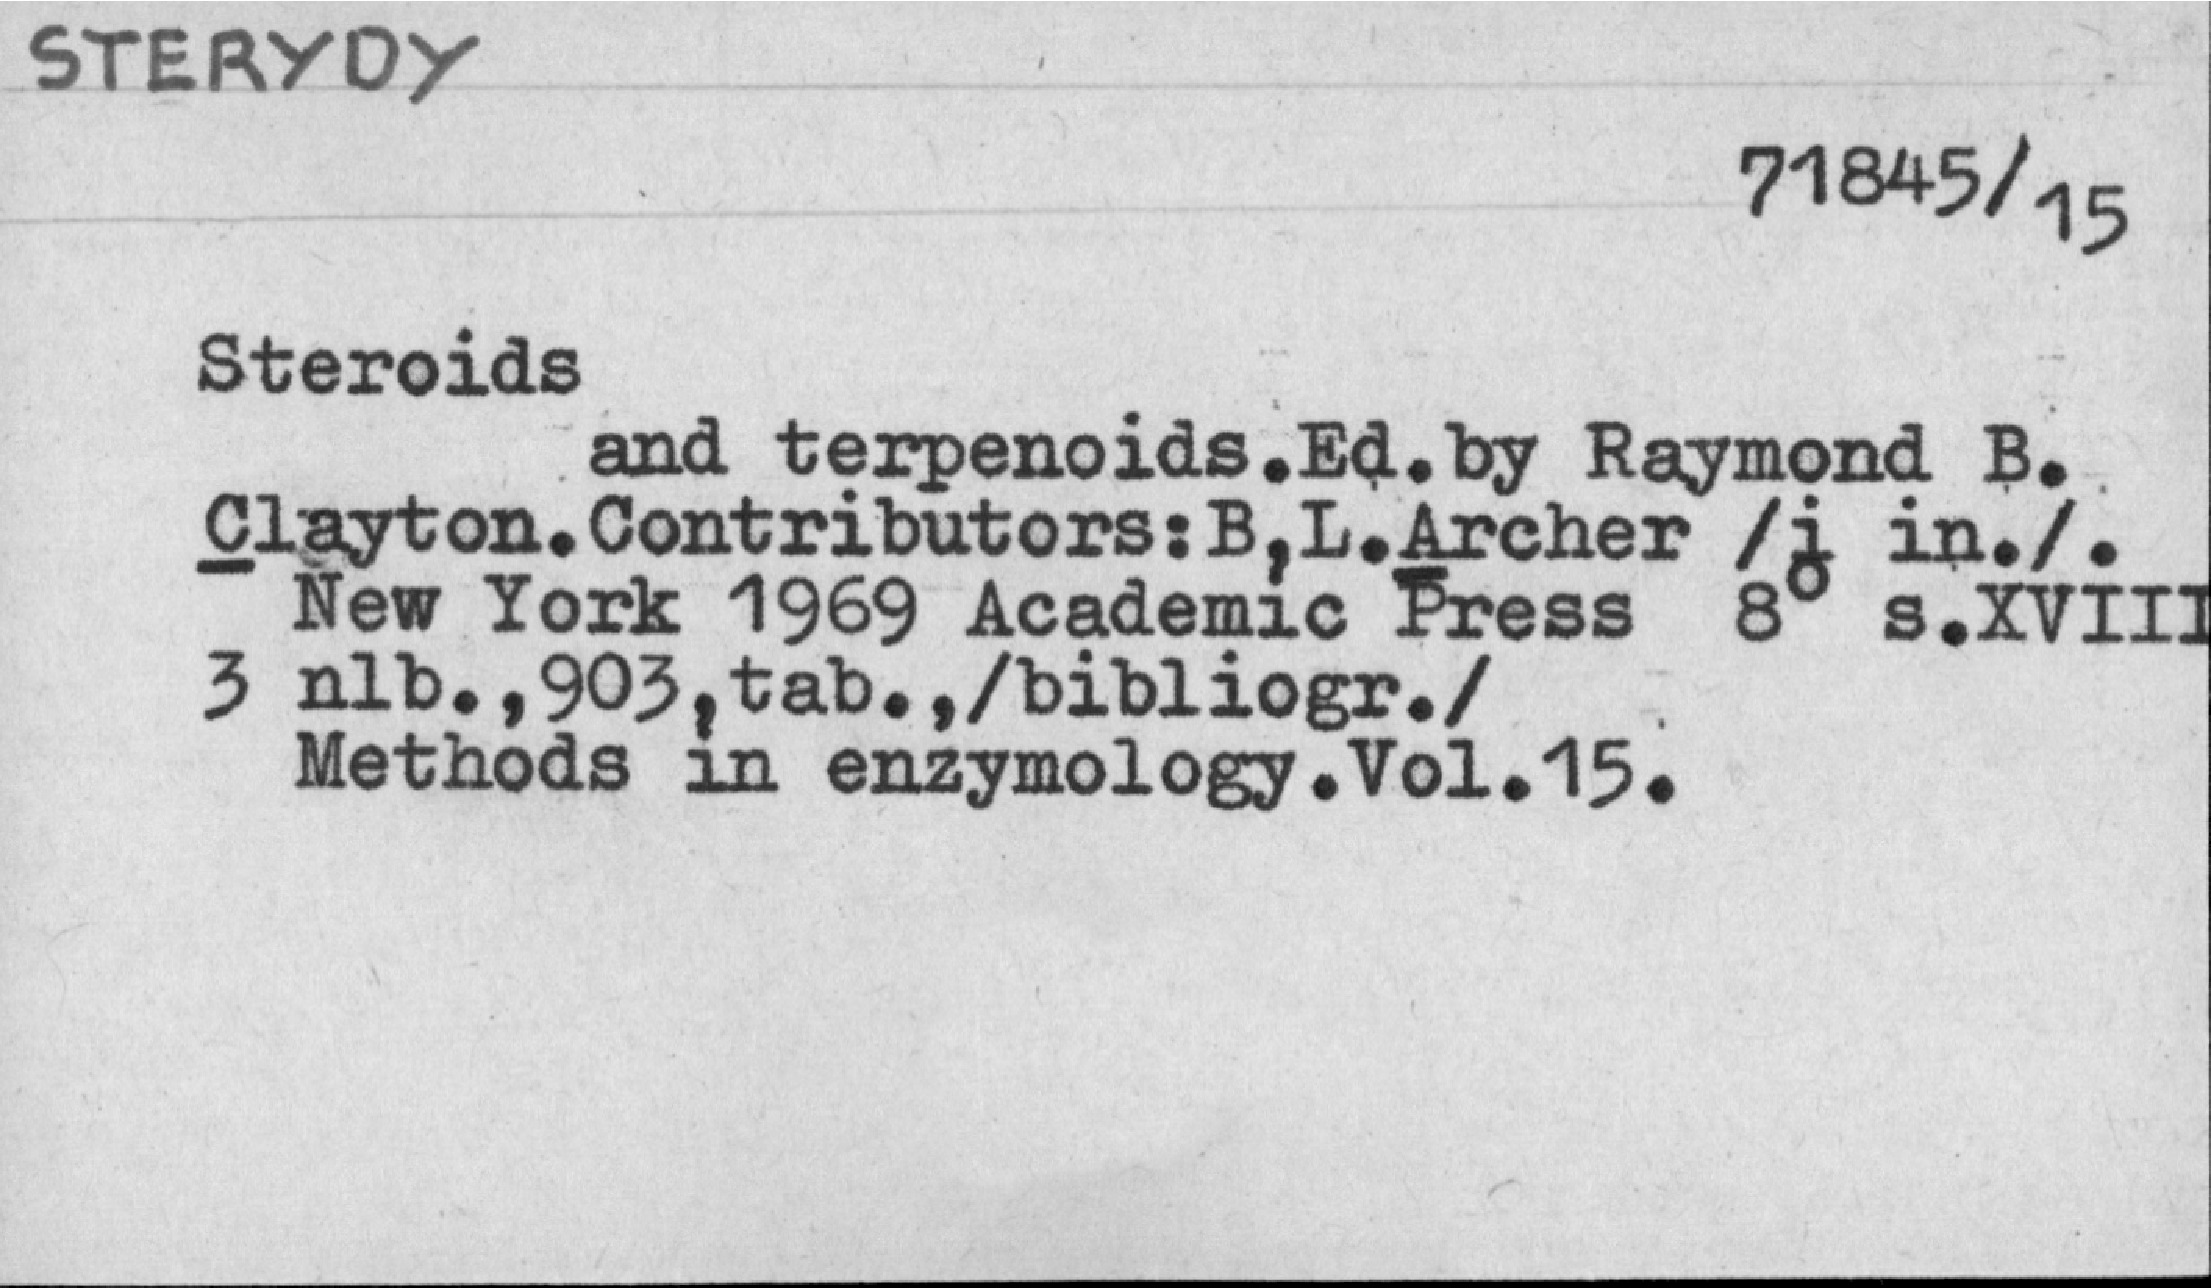 STERYDY
71845/15
Steroids
and terpenoids.Ed.by Raymond B.
Clayton.Contributors:B,L.Archer /i in./.
New York 1969 Academic Press 8° s.XVIII
3 nlb.,903,tab.,/bibliogr./
Methods in enzymology.Vol.15.